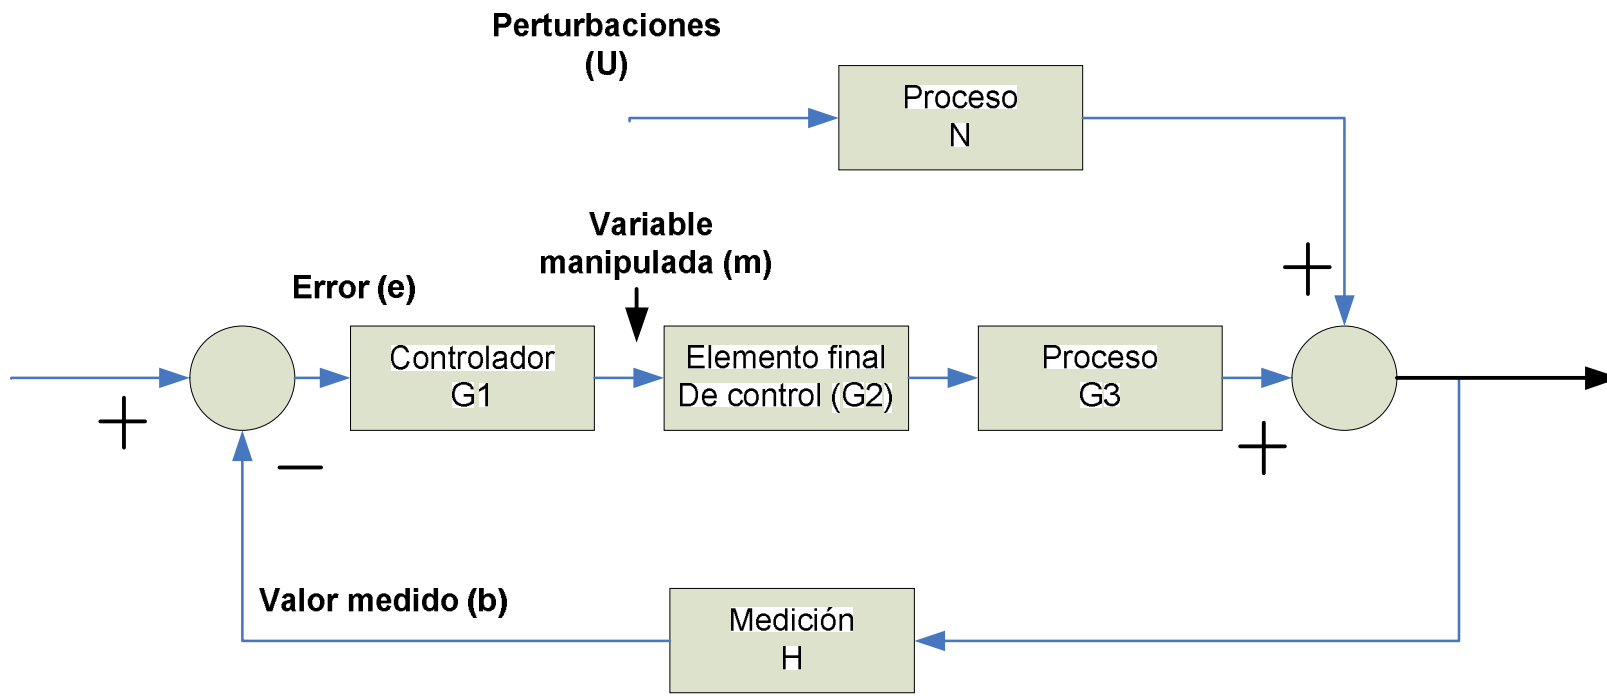 Perturbaciones
(U)
Proceso
N
Variable
manipulada (m)
Error (e)
+
Controlador
G1
Elemento final
De control (G2)
Proceso
G3
+
+
−
Valor medido (b)
Medición
H